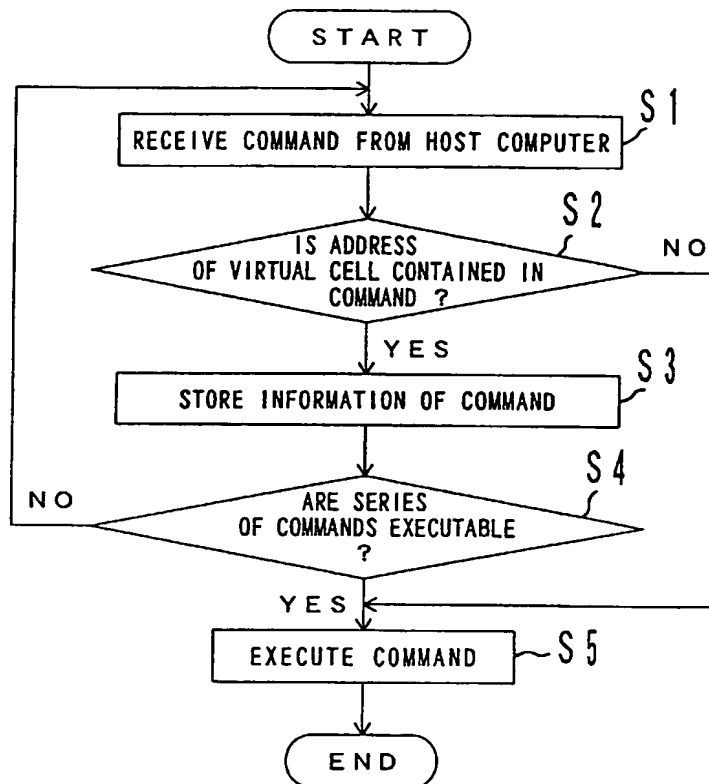 START
RECEIVE COMMAND FROM HOST COMPUTER
S1
IS ADDRESS
OF VIRTUAL CELL CONTAINED IN
COMMAND ?
S2
NO
YES
STORE INFORMATION OF COMMAND
S3
ARE SERIES
OF COMMANDS EXECUTABLE
?
S4
NO
YES
EXECUTE COMMAND
S5
END